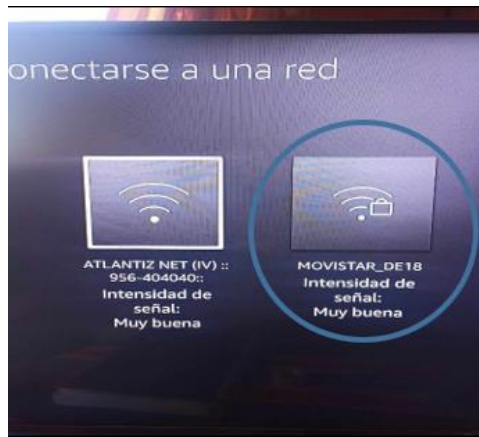 onectarse a una red
ATLANTIZ NET (IV) ::
956-404040::
Intensidad de
señal:
Muy buena
MOVISTAR_DE18
Intensidad de
señal:
Muy buena